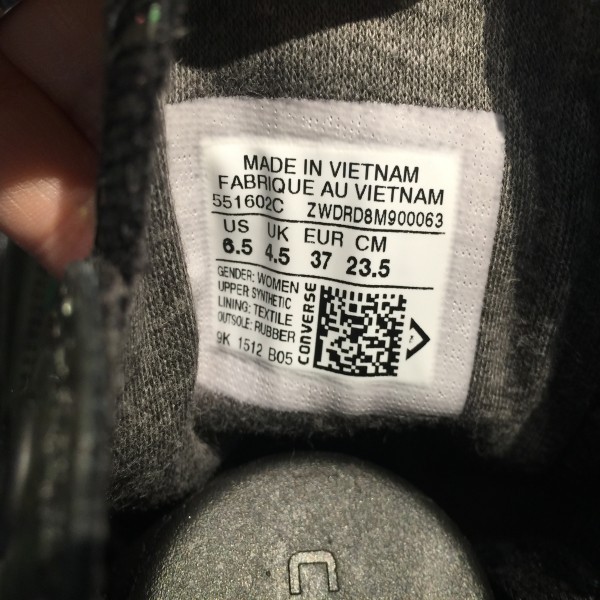 MADE IN VIETNAM
FABRIQUE AU VIETNAM
551602C ZWDRD8M900063
US UK EUR CM
6.5 4.5 37 23.5
GENDER: WOMEN
UPPER SYNTHETIC
LINING: TEXTILE
OUTSOLE: RUBBER
9K 1512 B05
CONVERSE